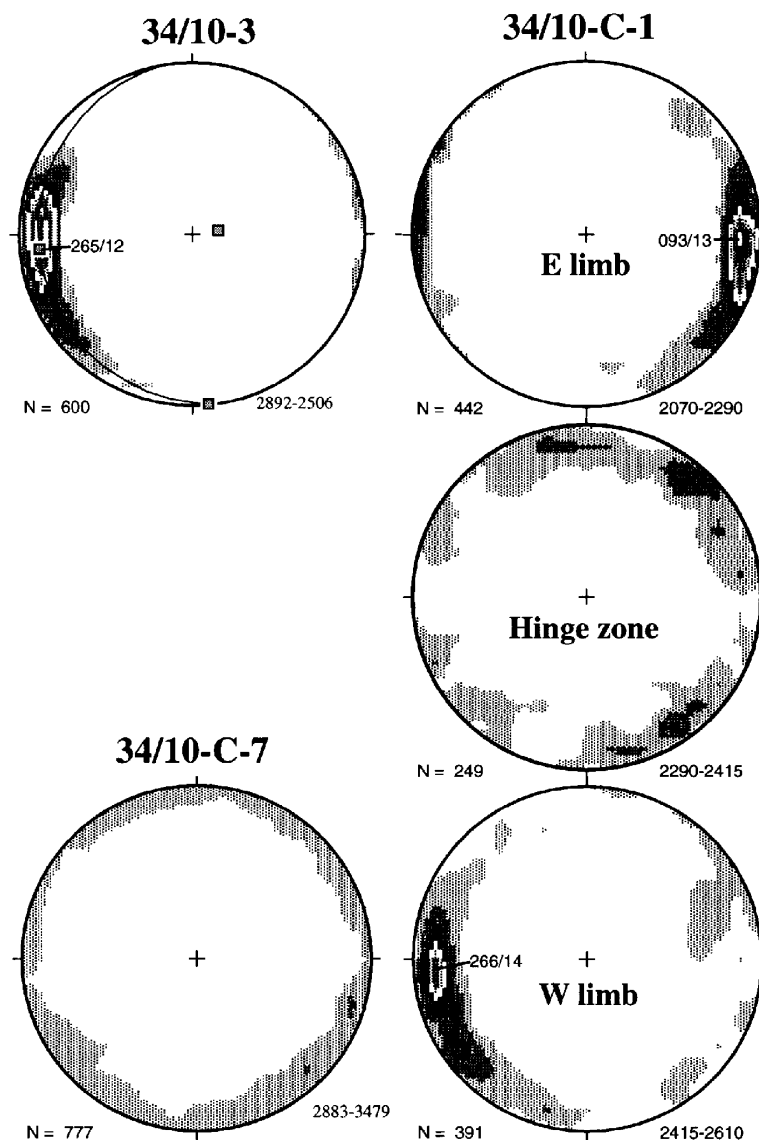 34/10-3
265/12
N = 600
2892-2506
34/10-C-1
093/13
E limb
N = 442
2070-2290
Hinge zone
N = 249
2290-2415
34/10-C-7
N = 777
2883-3479
266/14
W limb
N = 391
2415-2610